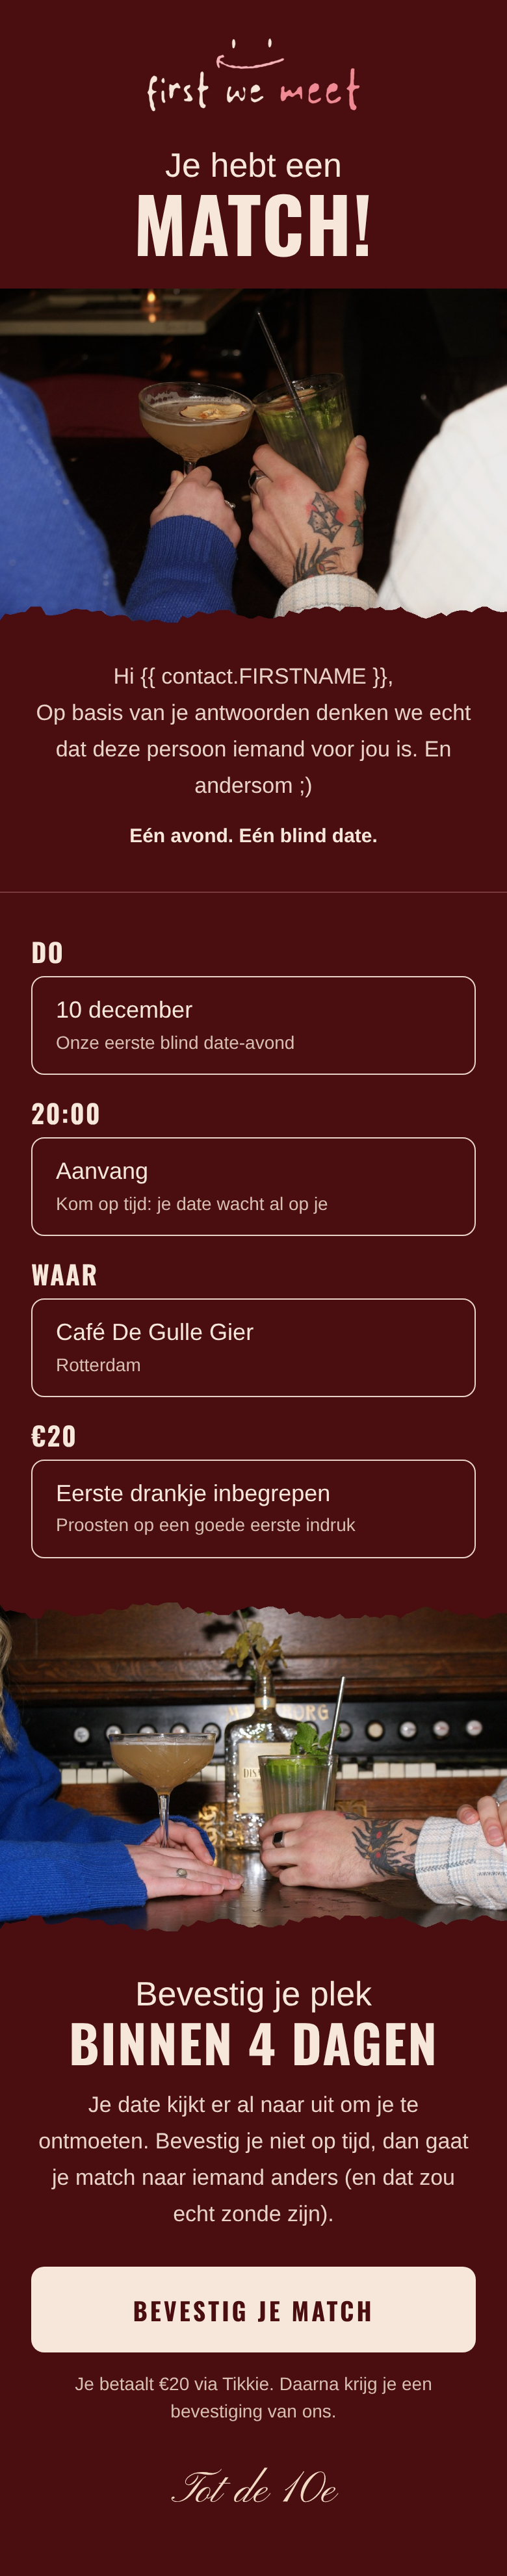 first we meet
Je hebt een
MATCH!
Hi {{ contact.FIRSTNAME }},
Op basis van je antwoorden denken we echt
dat deze persoon iemand voor jou is. En
andersom ;)
Eén avond. Eén blind date.
DO
10 december
Onze eerste blind date-avond
20:00
Aanvang
Kom op tijd: je date wacht al op je
WAAR
Café De Gulle Gier
Rotterdam
€20
Eerste drankje inbegrepen
Proosten op een goede eerste indruk
Bevestig je plek
BINNEN 4 DAGEN
Je date kijkt er al naar uit om je te
ontmoeten. Bevestig je niet op tijd, dan gaat
je match naar iemand anders (en dat zou
echt zonde zijn).
BEVESTIG JE MATCH
Je betaalt €20 via Tikkie. Daarna krijg je een
bevestiging van ons.
Tot de 10e